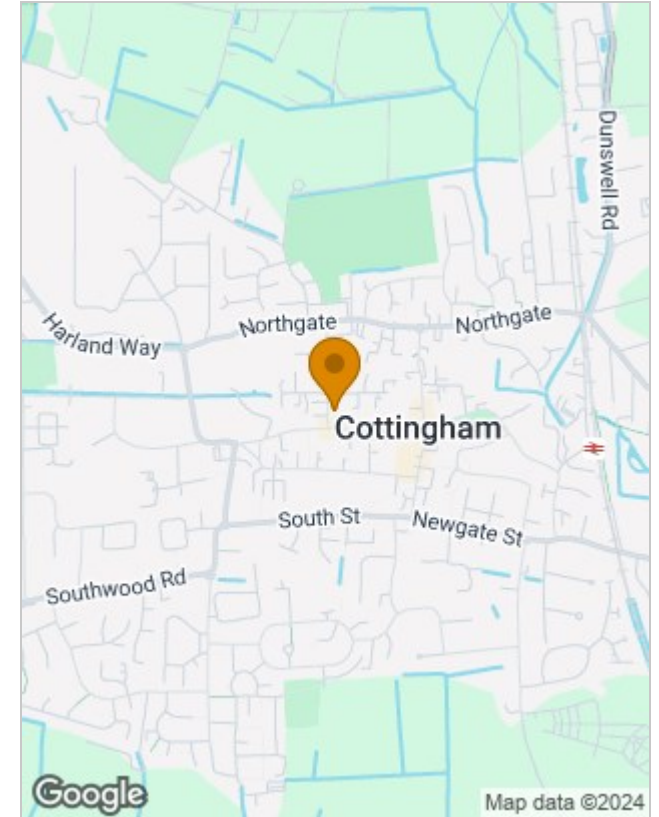 Dunswell Rd
Northgate
Northgate
Harland Way
Cottingham
South St
Newgate St
Southwood Rd
Google
Map data ©2024